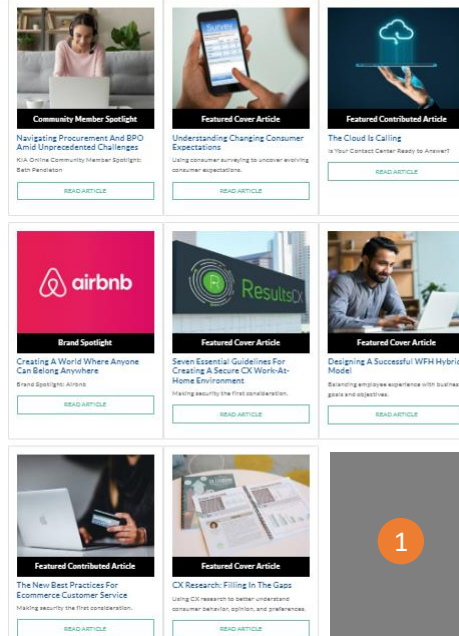 Community Member Spotlight
Navigating Procurement And BPO
Amid Unprecedented Challenges
KIA Online Community Member Spotlight:
Beth Pendleton
READ ARTICLE
Survey
Featured Cover Article
Understanding Changing Consumer
Expectations
Using consumer surveying to uncover evolving
consumer expectations.
READ ARTICLE
Featured Contributed Article
The Cloud Is Calling
Is Your Contact Center Ready to Answer?
READ ARTICLE
airbnb
Brand Spotlight
Creating A World Where Anyone
Can Belong Anywhere
Brand Spotlight: Airbnb
READ ARTICLE
ResultsCX
Featured Cover Article
Seven Essential Guidelines For
Creating A Secure CX Work-At-
Home Environment
Making security the first consideration.
READ ARTICLE
Featured Cover Article
Designing A Successful WFH Hybrid
Model
Balancing employee experience with business
goals and objectives.
READ ARTICLE
Featured Contributed Article
The New Best Practices For
Ecommerce Customer Service
Making security the first consideration.
READ ARTICLE
Featured Cover Article
CX Research: Filling In The Gaps
Using CX research to better understand
consumer behavior, opinion, and preferences.
READ ARTICLE
1